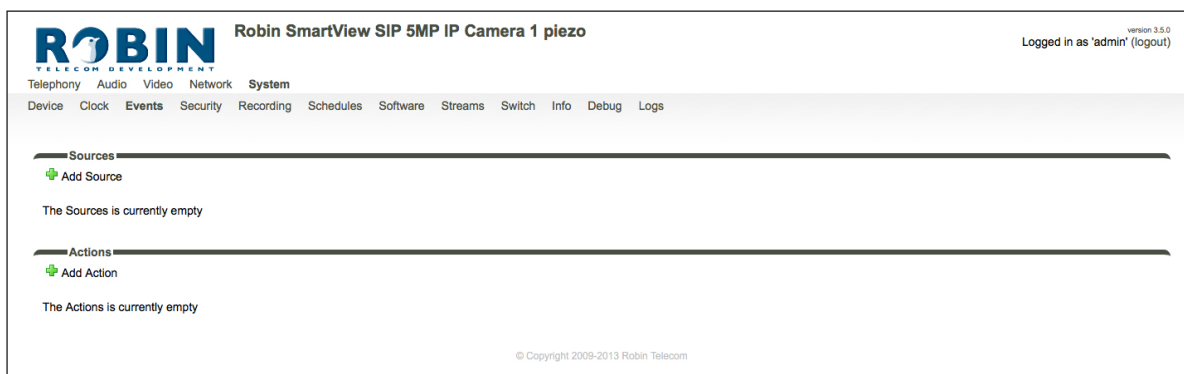 ROBIN
TELECOM DEVELOPMENT
Robin SmartView SIP 5MP IP Camera 1 piezo
version 3.5.0
Logged in as 'admin' (logout)
Telephony Audio Video Network System
Device Clock Events Security Recording Schedules Software Streams Switch Info Debug Logs
Sources
Add Source
The Sources is currently empty
Actions
Add Action
The Actions is currently empty
© Copyright 2009-2013 Robin Telecom